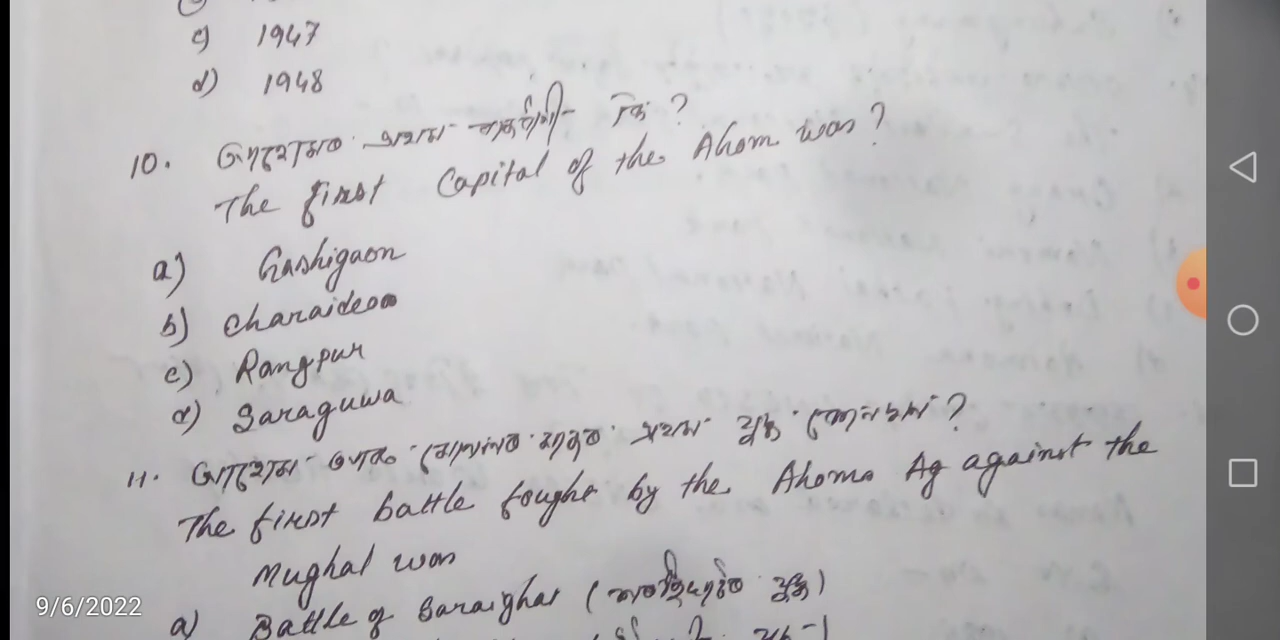 c) 1947
d) 1948
10. আহোমৰ প্ৰথম ৰাজধানী কি?
The first Capital of the Ahom was?
a) Gashigaon
b) Charaideo
c) Rangpur
d) Saraguwa
11. আহোম আৰু মোগলৰ মাজত প্ৰথম যুদ্ধ কোনখন?
The first battle fought by the Ahoms Ag against the
Mughal was
a) Battle of Saraighat (শৰাইঘাটৰ যুদ্ধ)
9/6/2022